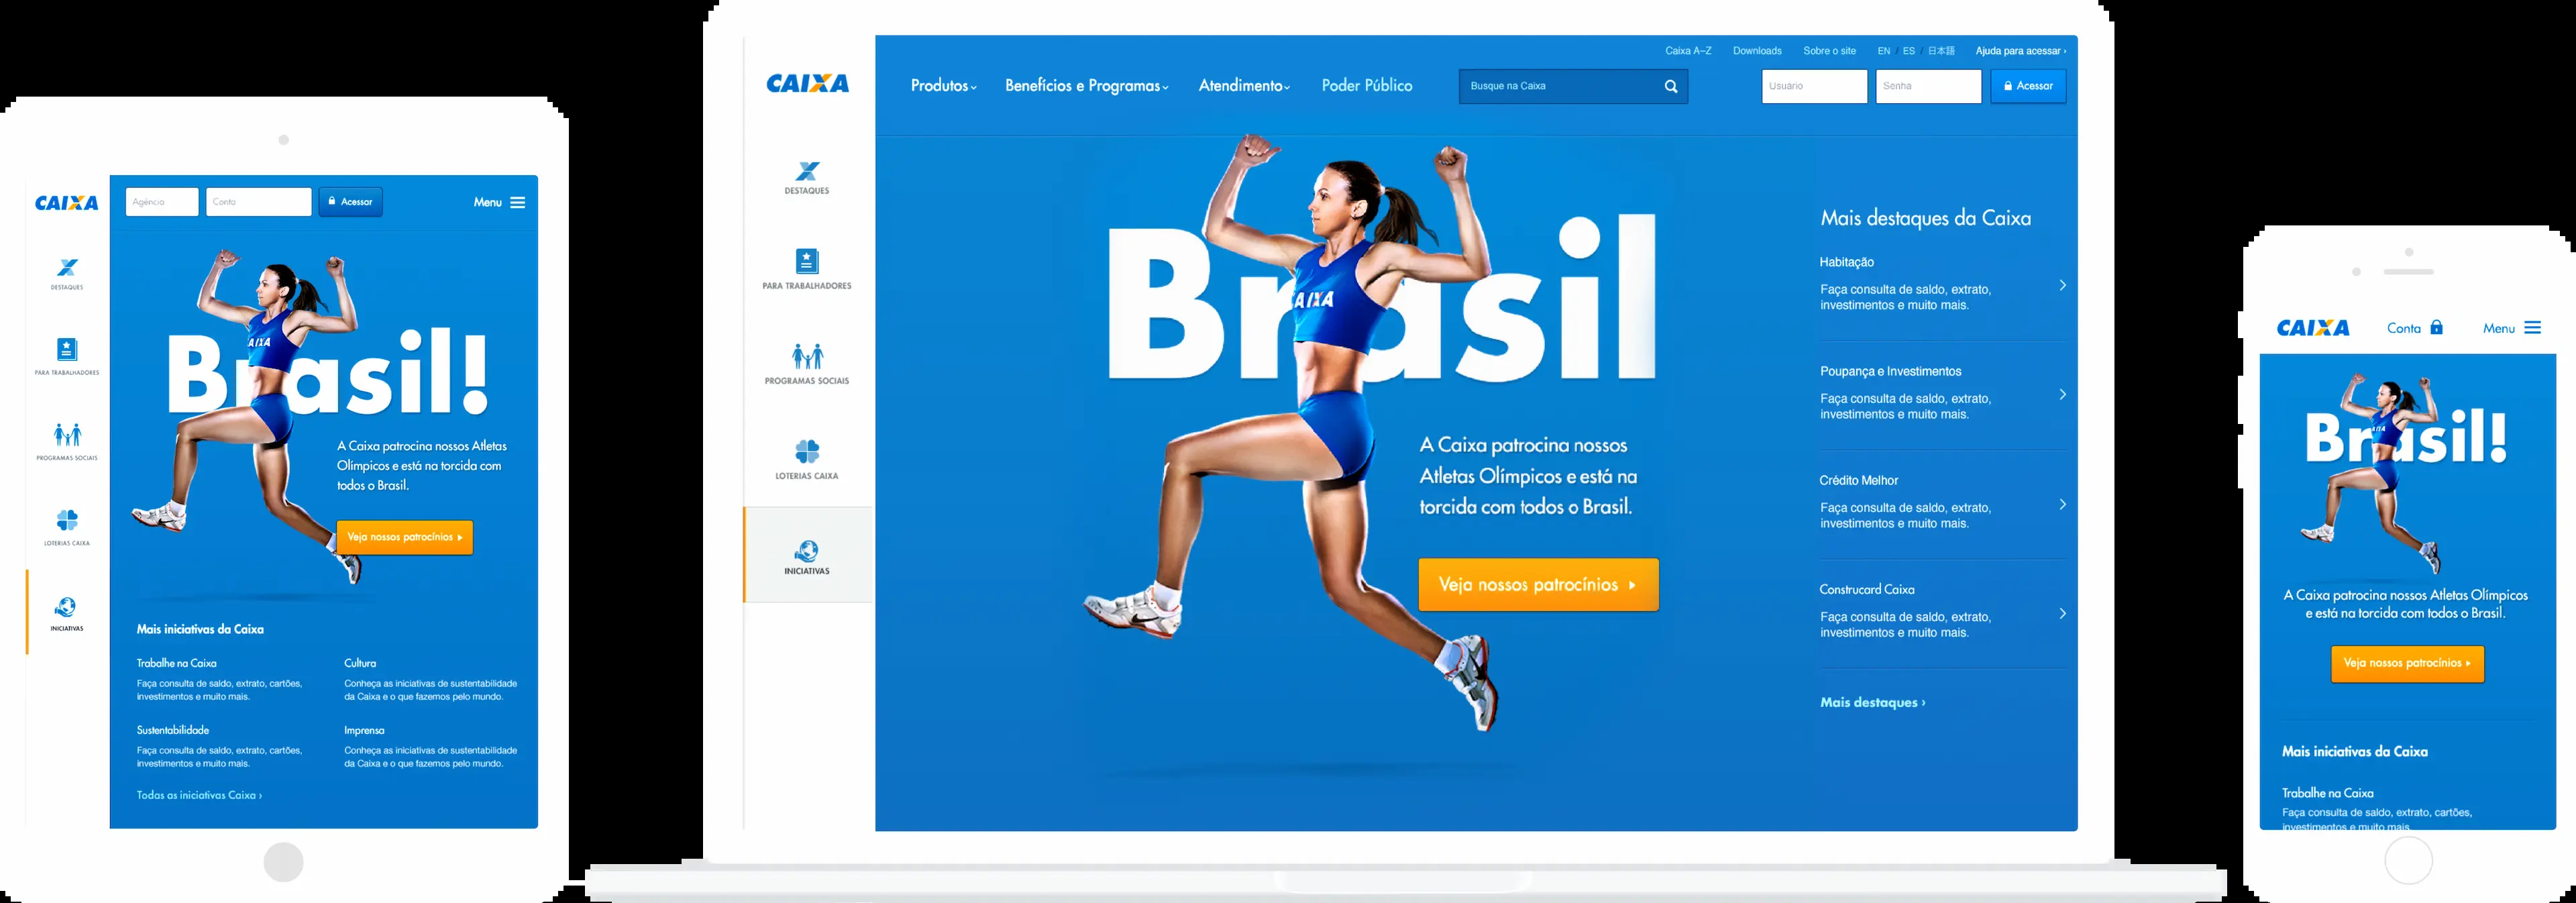 CAIXA
Agência
Conta
Acessar
Menu
DESTAQUES
PARA TRABALHADORES
PROGRAMAS SOCIAIS
LOTERIAS CAIXA
INICIATIVAS
Brasil!
CAIXA
A Caixa patrocina nossos Atletas
Olímpicos e está na torcida com
todos o Brasil.
Veja nossos patrocínios
Mais iniciativas da Caixa
Trabalhe na Caixa
Faça consulta de saldo, extrato, cartões,
investimentos e muito mais.
Cultura
Conheça as iniciativas de sustentabilidade
da Caixa e o que fazemos pelo mundo.
Sustentabilidade
Faça consulta de saldo, extrato, cartões,
investimentos e muito mais.
Imprensa
Conheça as iniciativas de sustentabilidade
da Caixa e o que fazemos pelo mundo.
Todas as iniciativas Caixa ›
CAIXA
DESTAQUES
PARA TRABALHADORES
PROGRAMAS SOCIAIS
LOTERIAS CAIXA
INICIATIVAS
Caixa A–Z Downloads Sobre o site EN / ES / 日本語 Ajuda para acessar ›
Produtos Benefícios e Programas Atendimento Poder Público Busque na Caixa Usuário Senha Acessar
Brasil
CAIXA
A Caixa patrocina nossos
Atletas Olímpicos e está na
torcida com todos o Brasil.
Veja nossos patrocínios
Mais destaques da Caixa
Habitação
Faça consulta de saldo, extrato,
investimentos e muito mais.
Poupança e Investimentos
Faça consulta de saldo, extrato,
investimentos e muito mais.
Crédito Melhor
Faça consulta de saldo, extrato,
investimentos e muito mais.
Construcard Caixa
Faça consulta de saldo, extrato,
investimentos e muito mais.
Mais destaques ›
CAIXA
Conta
Menu
Brasil!
CAIXA
A Caixa patrocina nossos Atletas Olímpicos
e está na torcida com todos o Brasil.
Veja nossos patrocínios
Mais iniciativas da Caixa
Trabalhe na Caixa
Faça consulta de saldo, extrato, cartões,
investimentos e muito mais